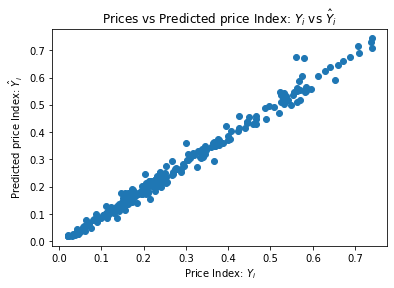 Prices vs Predicted price Index: Yᵢ vs Ŷᵢ
Predicted price Index: Ŷᵢ
0.7
0.6
0.5
0.4
0.3
0.2
0.1
0.0
0.0 0.1 0.2 0.3 0.4 0.5 0.6 0.7
Price Index: Yᵢ